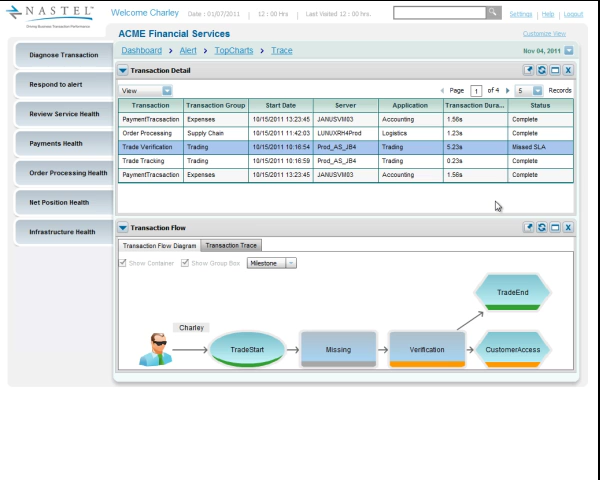 NASTEL
Driving Business Transaction Performance
Welcome Charley Date : 01/07/2011 | 12 : 00 Hrs | Last Visited 12 : 00 hrs.
Settings | Help | Logout
ACME Financial Services
Customize View
Dashboard > Alert > TopCharts > Trace
Nov 04, 2011
Diagnose Transaction
Respond to alert
Review Service Health
Payments Health
Order Processing Health
Net Position Health
Infrastructure Health
Transaction Detail
View
Page 1 of 4 5 Records
Transaction Transaction Group Start Date Server Application Transaction Dura... Status
PaymentTracsaction Expenses 10/15/2011 13:23:45 JANUSVM03 Accounting 1.56s Complete
Order Processing Supply Chain 10/15/2011 11:42:03 LUNUXRH4Prod Logistics 1.23s Complete
Trade Verification Trading 10/15/2011 10:16:54 Prod_AS_JB4 Trading 5.23s Missed SLA
Trade Tracking Trading 10/15/2011 10:16:59 Prod_AS_JB4 Trading 0.23s Complete
PaymentTracsaction Expenses 10/15/2011 13:23:45 JANUSVM03 Accounting 1.56s Complete
Transaction Flow
Transaction Flow Diagram Transaction Trace
Show Container Show Group Box Milestone
TradeEnd
Charley
TradeStart Missing Verification CustomerAccess